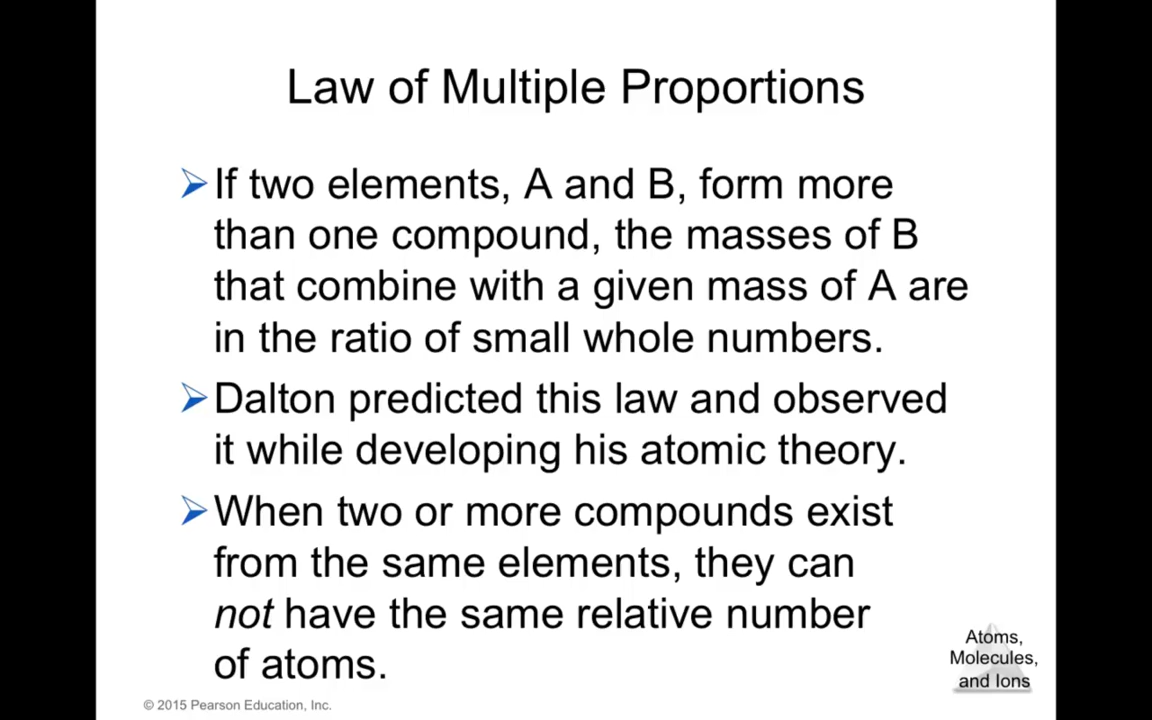 Law of Multiple Proportions
➢If two elements, A and B, form more
than one compound, the masses of B
that combine with a given mass of A are
in the ratio of small whole numbers.
➢Dalton predicted this law and observed
it while developing his atomic theory.
➢When two or more compounds exist
from the same elements, they can
not have the same relative number
of atoms.
Atoms,
Molecules,
and Ions
© 2015 Pearson Education, Inc.